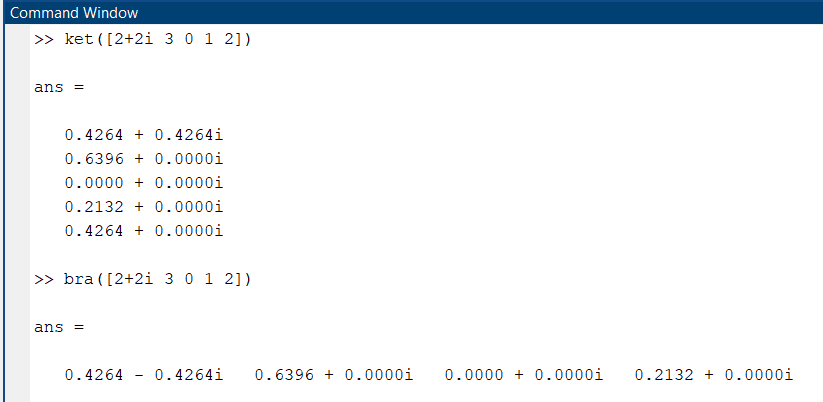 Command Window
>> ket([2+2i 3 0 1 2])
ans =
0.4264 + 0.4264i
0.6396 + 0.0000i
0.0000 + 0.0000i
0.2132 + 0.0000i
0.4264 + 0.0000i
>> bra([2+2i 3 0 1 2])
ans =
0.4264 - 0.4264i 0.6396 + 0.0000i 0.0000 + 0.0000i 0.2132 + 0.0000i